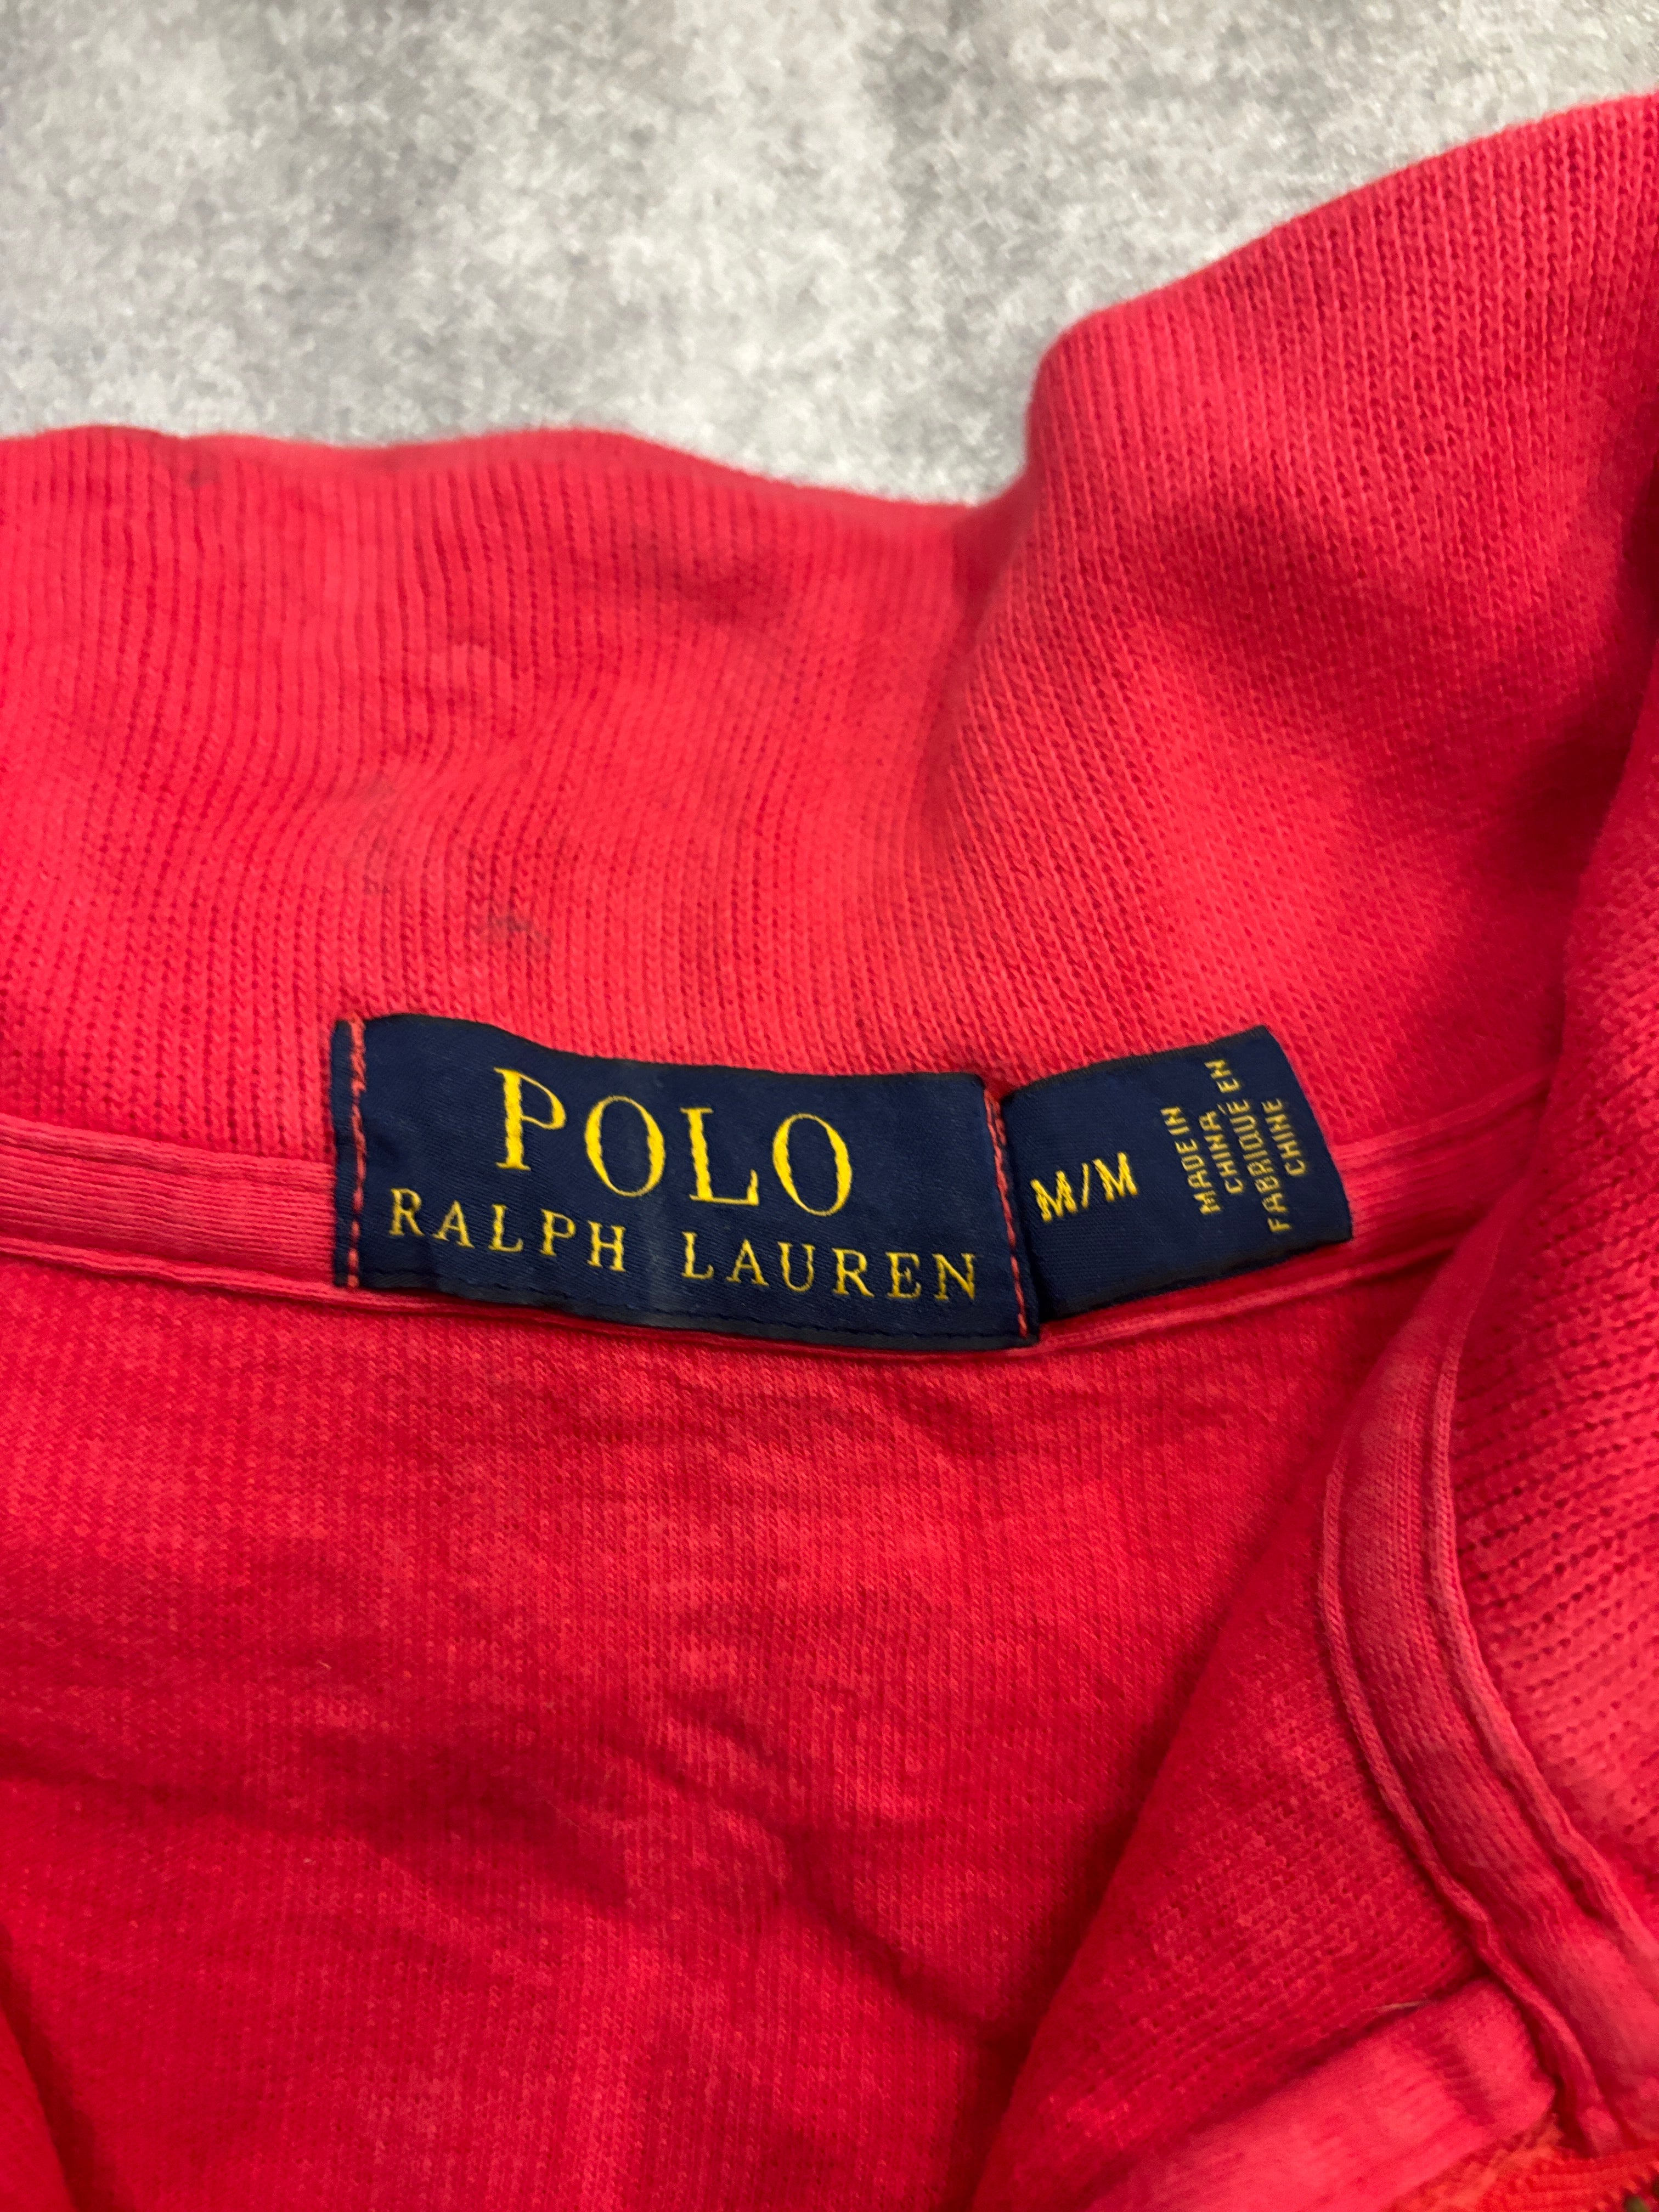 POLO
RALPH LAUREN
M/M
MADE IN
CHINA
FABRIQUÉ EN
CHINE